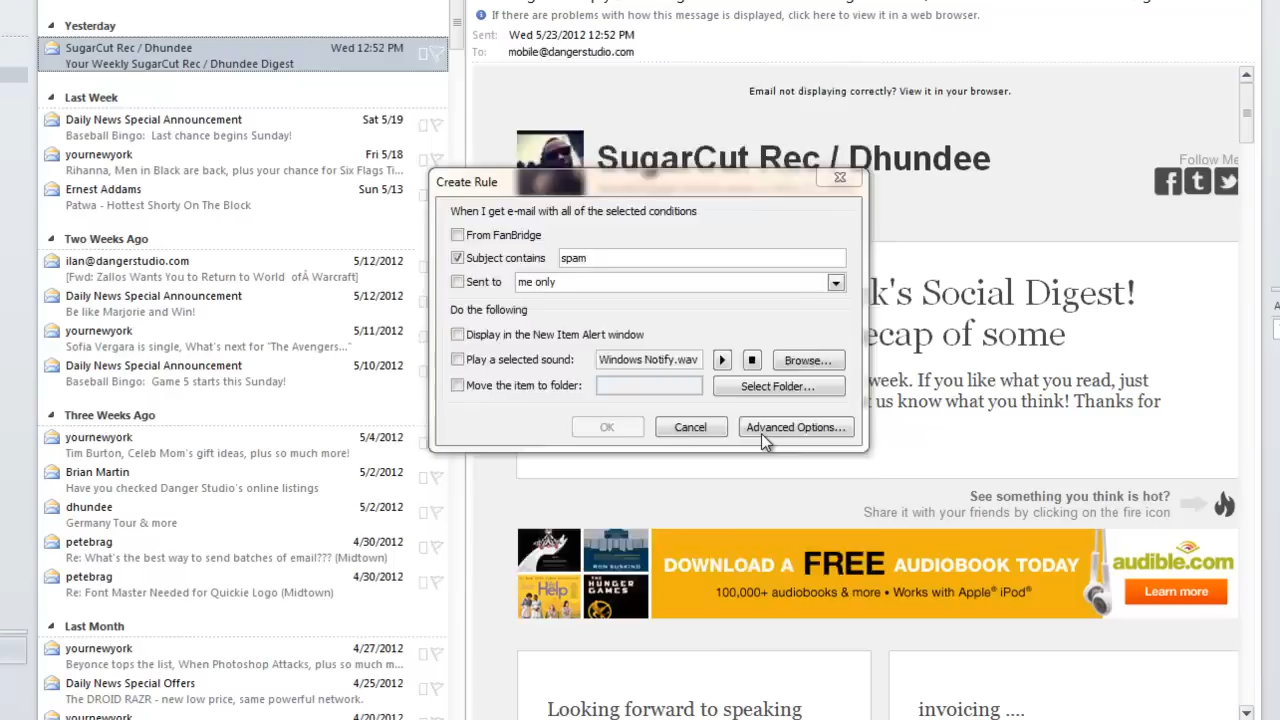 Yesterday
SugarCut Rec / Dhundee Wed 12:52 PM
Your Weekly SugarCut Rec / Dhundee Digest
Last Week
Daily News Special Announcement Sat 5/19
Baseball Bingo: Last chance begins Sunday!
yournewyork Fri 5/18
Rihanna, Men in Black are back, plus your chance for Six Flags Ti...
Ernest Addams Sun 5/13
Patwa - Hottest Shorty On The Block
Two Weeks Ago
ilan@dangerstudio.com 5/12/2012
[Fwd: Zallos Wants You to Return to World of Warcraft]
Daily News Special Announcement 5/12/2012
Be like Marjorie and Win!
yournewyork 5/11/2012
Sofia Vergara is single, What's next for "The Avengers..."
Daily News Special Announcement 5/10/2012
Baseball Bingo: Game 5 starts this Sunday!
Three Weeks Ago
yournewyork 5/4/2012
Tim Burton, Celeb Mom's gift ideas, plus so much more!
Brian Martin 5/2/2012
Have you checked Danger Studio's online listings
dhundee 5/2/2012
Germany Tour & more
petebrag 5/1/2012
Re: What's the best way to send batches of email??? (Midtown)
petebrag 4/30/2012
Re: Font Master Needed for Quickie Logo (Midtown)
Last Month
yournewyork 4/27/2012
Beyonce tops the list, When Photoshop Attacks, plus so much m...
Daily News Special Offers 4/25/2012
The DROID RAZR - new low price, same powerful network.
yournewyork 4/20/2012
If there are problems with how this message is displayed, click here to view it in a web browser.
Sent: Wed 5/23/2012 12:52 PM
To: mobile@dangerstudio.com
Email not displaying correctly? View it in your browser.
SugarCut Rec / Dhundee
Follow Me
Create Rule
When I get e-mail with all of the selected conditions
From FanBridge
Subject contains spam
Sent to me only
Do the following
Display in the New Item Alert window
Play a selected sound: Windows Notify.wav Browse...
Move the item to folder: Select Folder...
OK Cancel Advanced Options...
k's Social Digest!
ecap of some
week. If you like what you read, just
us know what you think! Thanks for
See something you think is hot?
Share it with your friends by clicking on the fire icon
RON SUSKIND
Help
THE HUNGER GAMES
DOWNLOAD A FREE AUDIOBOOK TODAY
100,000+ audiobooks & more • Works with Apple® iPod®
audible.com
Learn more
Looking forward to speaking
invoicing ....